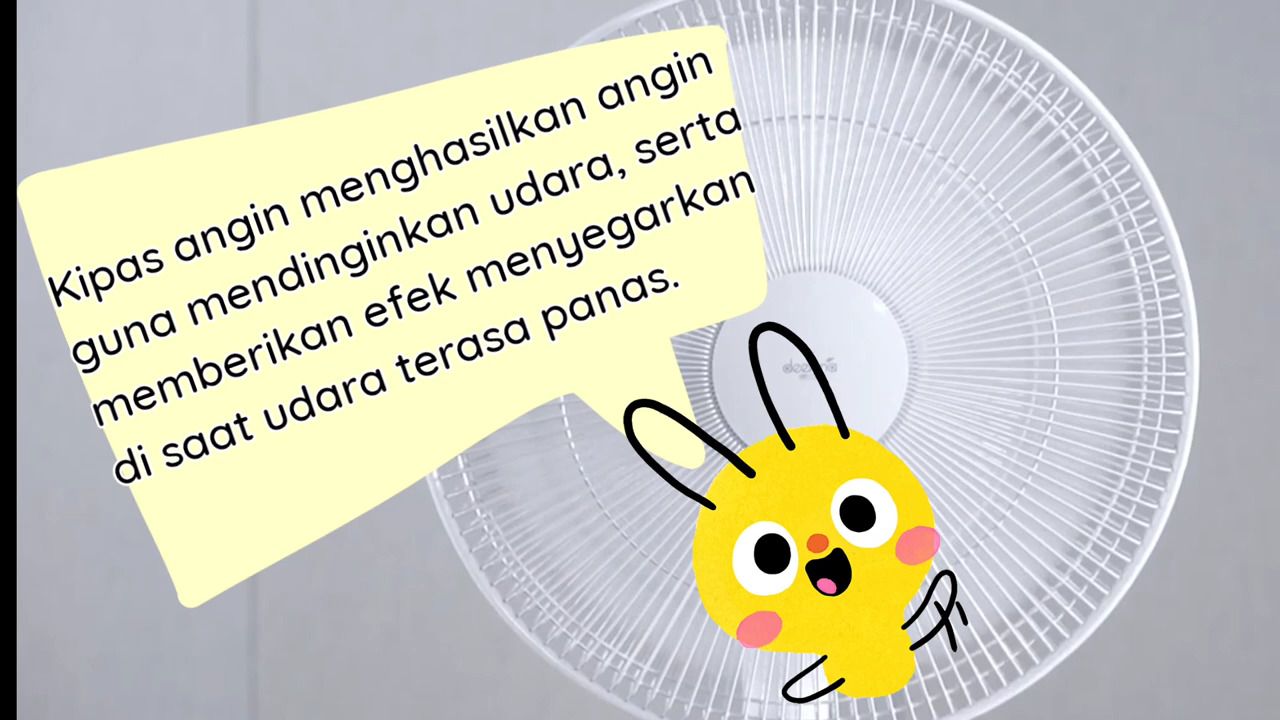 Kipas angin menghasilkan angin
guna mendinginkan udara, serta
memberikan efek menyegarkan
di saat udara terasa panas.